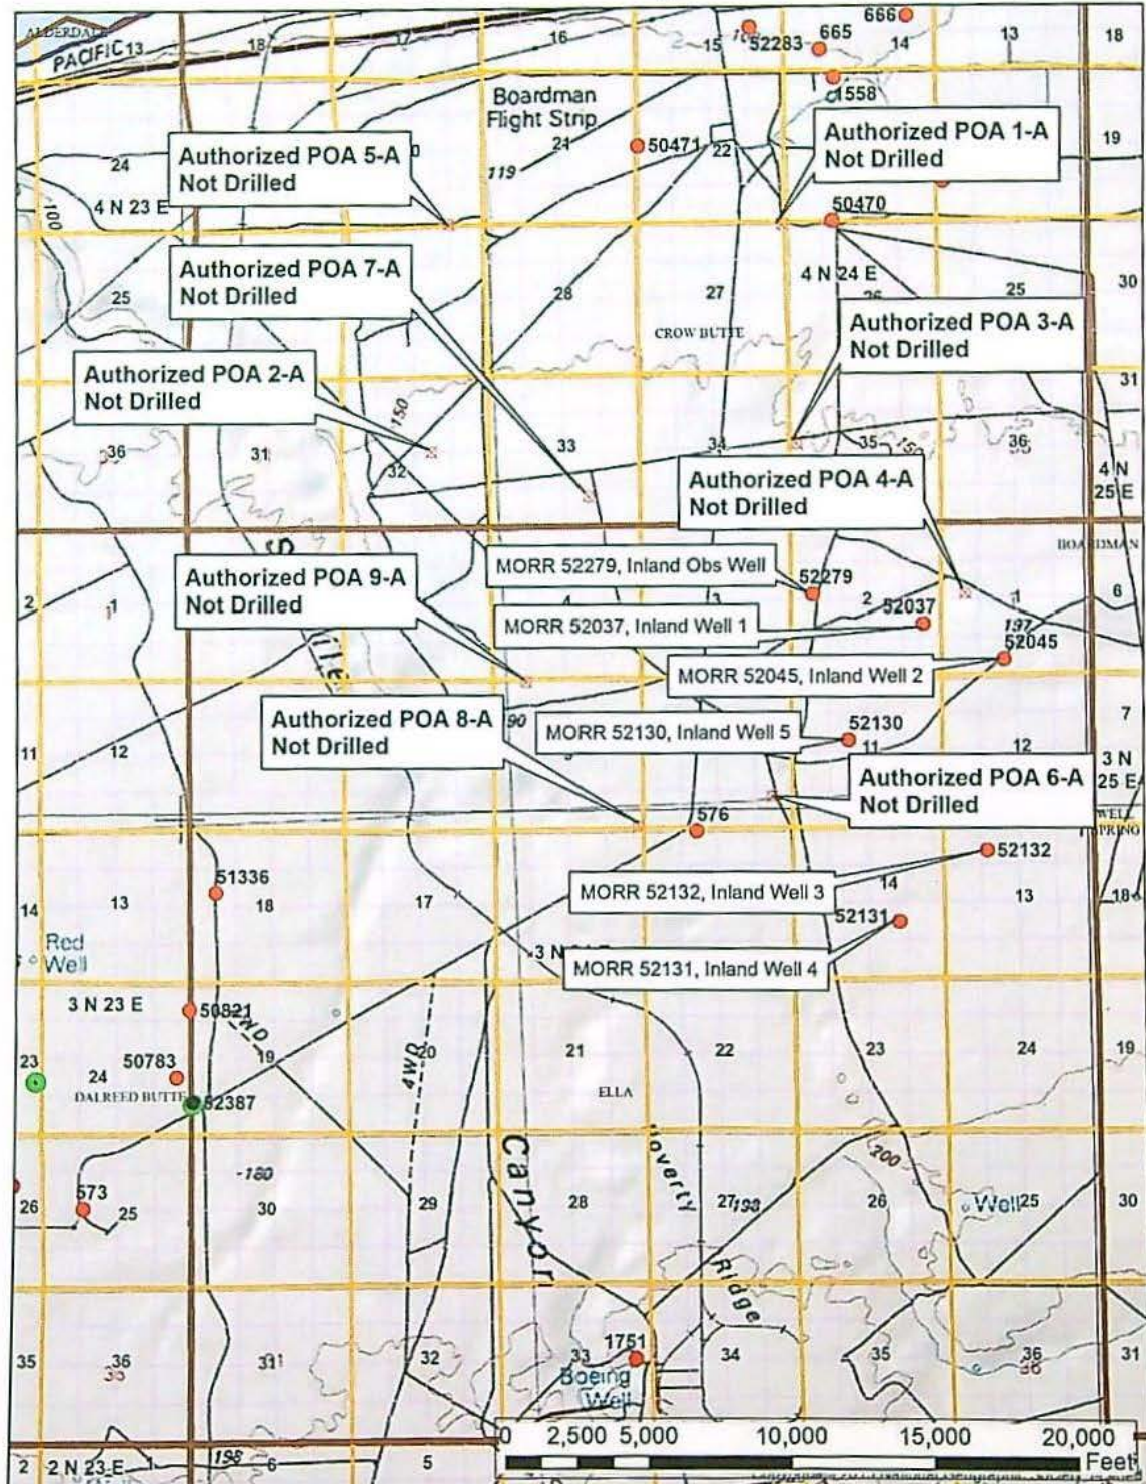 ALDERDALE
PACIFIC 13
18
17
16
15
52283
665
666
14
13
18
1558
Boardman
Flight Strip
21
50471
22
119
19
24
4 N 23 E
100
Authorized POA 5-A
Not Drilled
Authorized POA 1-A
Not Drilled
50470
4 N 24 E
Authorized POA 7-A
Not Drilled
25
28
27
25
30
CROW BUTTE
Authorized POA 3-A
Not Drilled
Authorized POA 2-A
Not Drilled
150
31
36
31
32
33
34
35
36
4 N
25 E
Authorized POA 4-A
Not Drilled
BOARDMAN
Authorized POA 9-A
Not Drilled
MORR 52279, Inland Obs Well
52279
2
1
3
2
52037
1
6
197
MORR 52037, Inland Well 1
52045
MORR 52045, Inland Well 2
Authorized POA 8-A
Not Drilled
90
MORR 52130, Inland Well 5
52130
11
12
7
3 N
25 E
11
12
Authorized POA 6-A
Not Drilled
WELL
SPRING
576
52132
51336
14
13
18
17
MORR 52132, Inland Well 3
14
13
18
52131
Red
Well
3 N
MORR 52131, Inland Well 4
3 N 23 E
50821
WD
4WD
23
50783
24
19
20
21
22
23
24
19
DALREED BUTTE
52387
ELLA
Canyon
180
573
26
25
30
29
28
27
198
26
200
Well
25
30
Ridge
1751
35
36
31
32
33
34
35
36
31
Boeing
Well
0
2,500
5,000
10,000
15,000
20,000
Feet
2
2 N 23 E
1
198
6
5